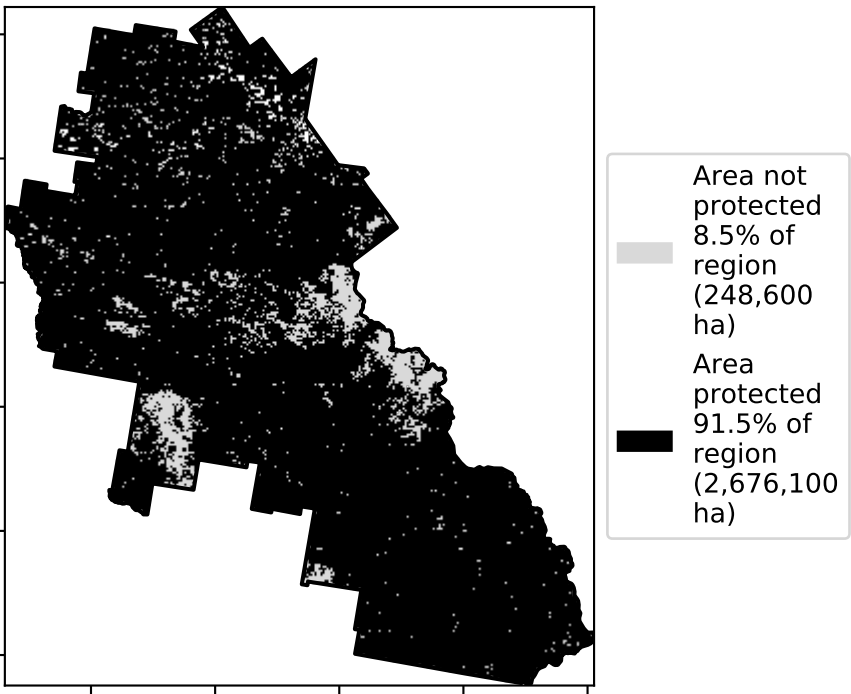 Area not
protected
8.5% of
region
(248,600
ha)
Area
protected
91.5% of
region
(2,676,100
ha)